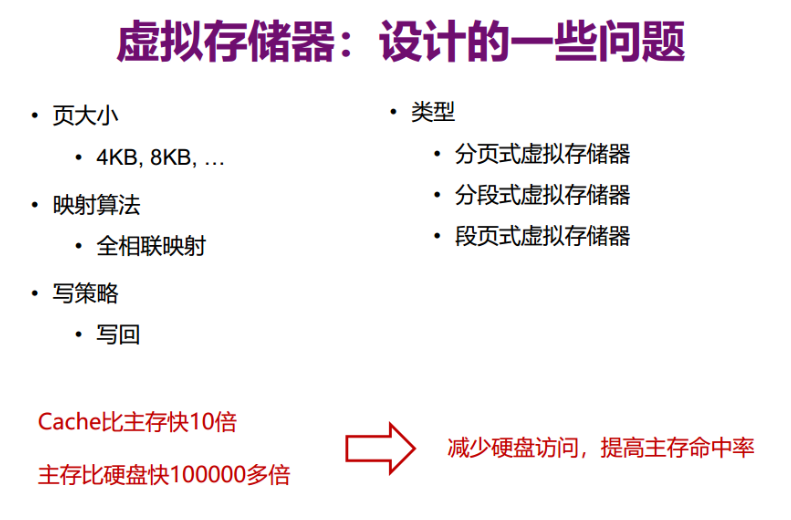 虚拟存储器：设计的一些问题
• 页大小
• 4KB, 8KB, …
• 映射算法
• 全相联映射
• 写策略
• 写回
• 类型
• 分页式虚拟存储器
• 分段式虚拟存储器
• 段页式虚拟存储器
Cache比主存快10倍
主存比硬盘快100000多倍
减少硬盘访问，提高主存命中率